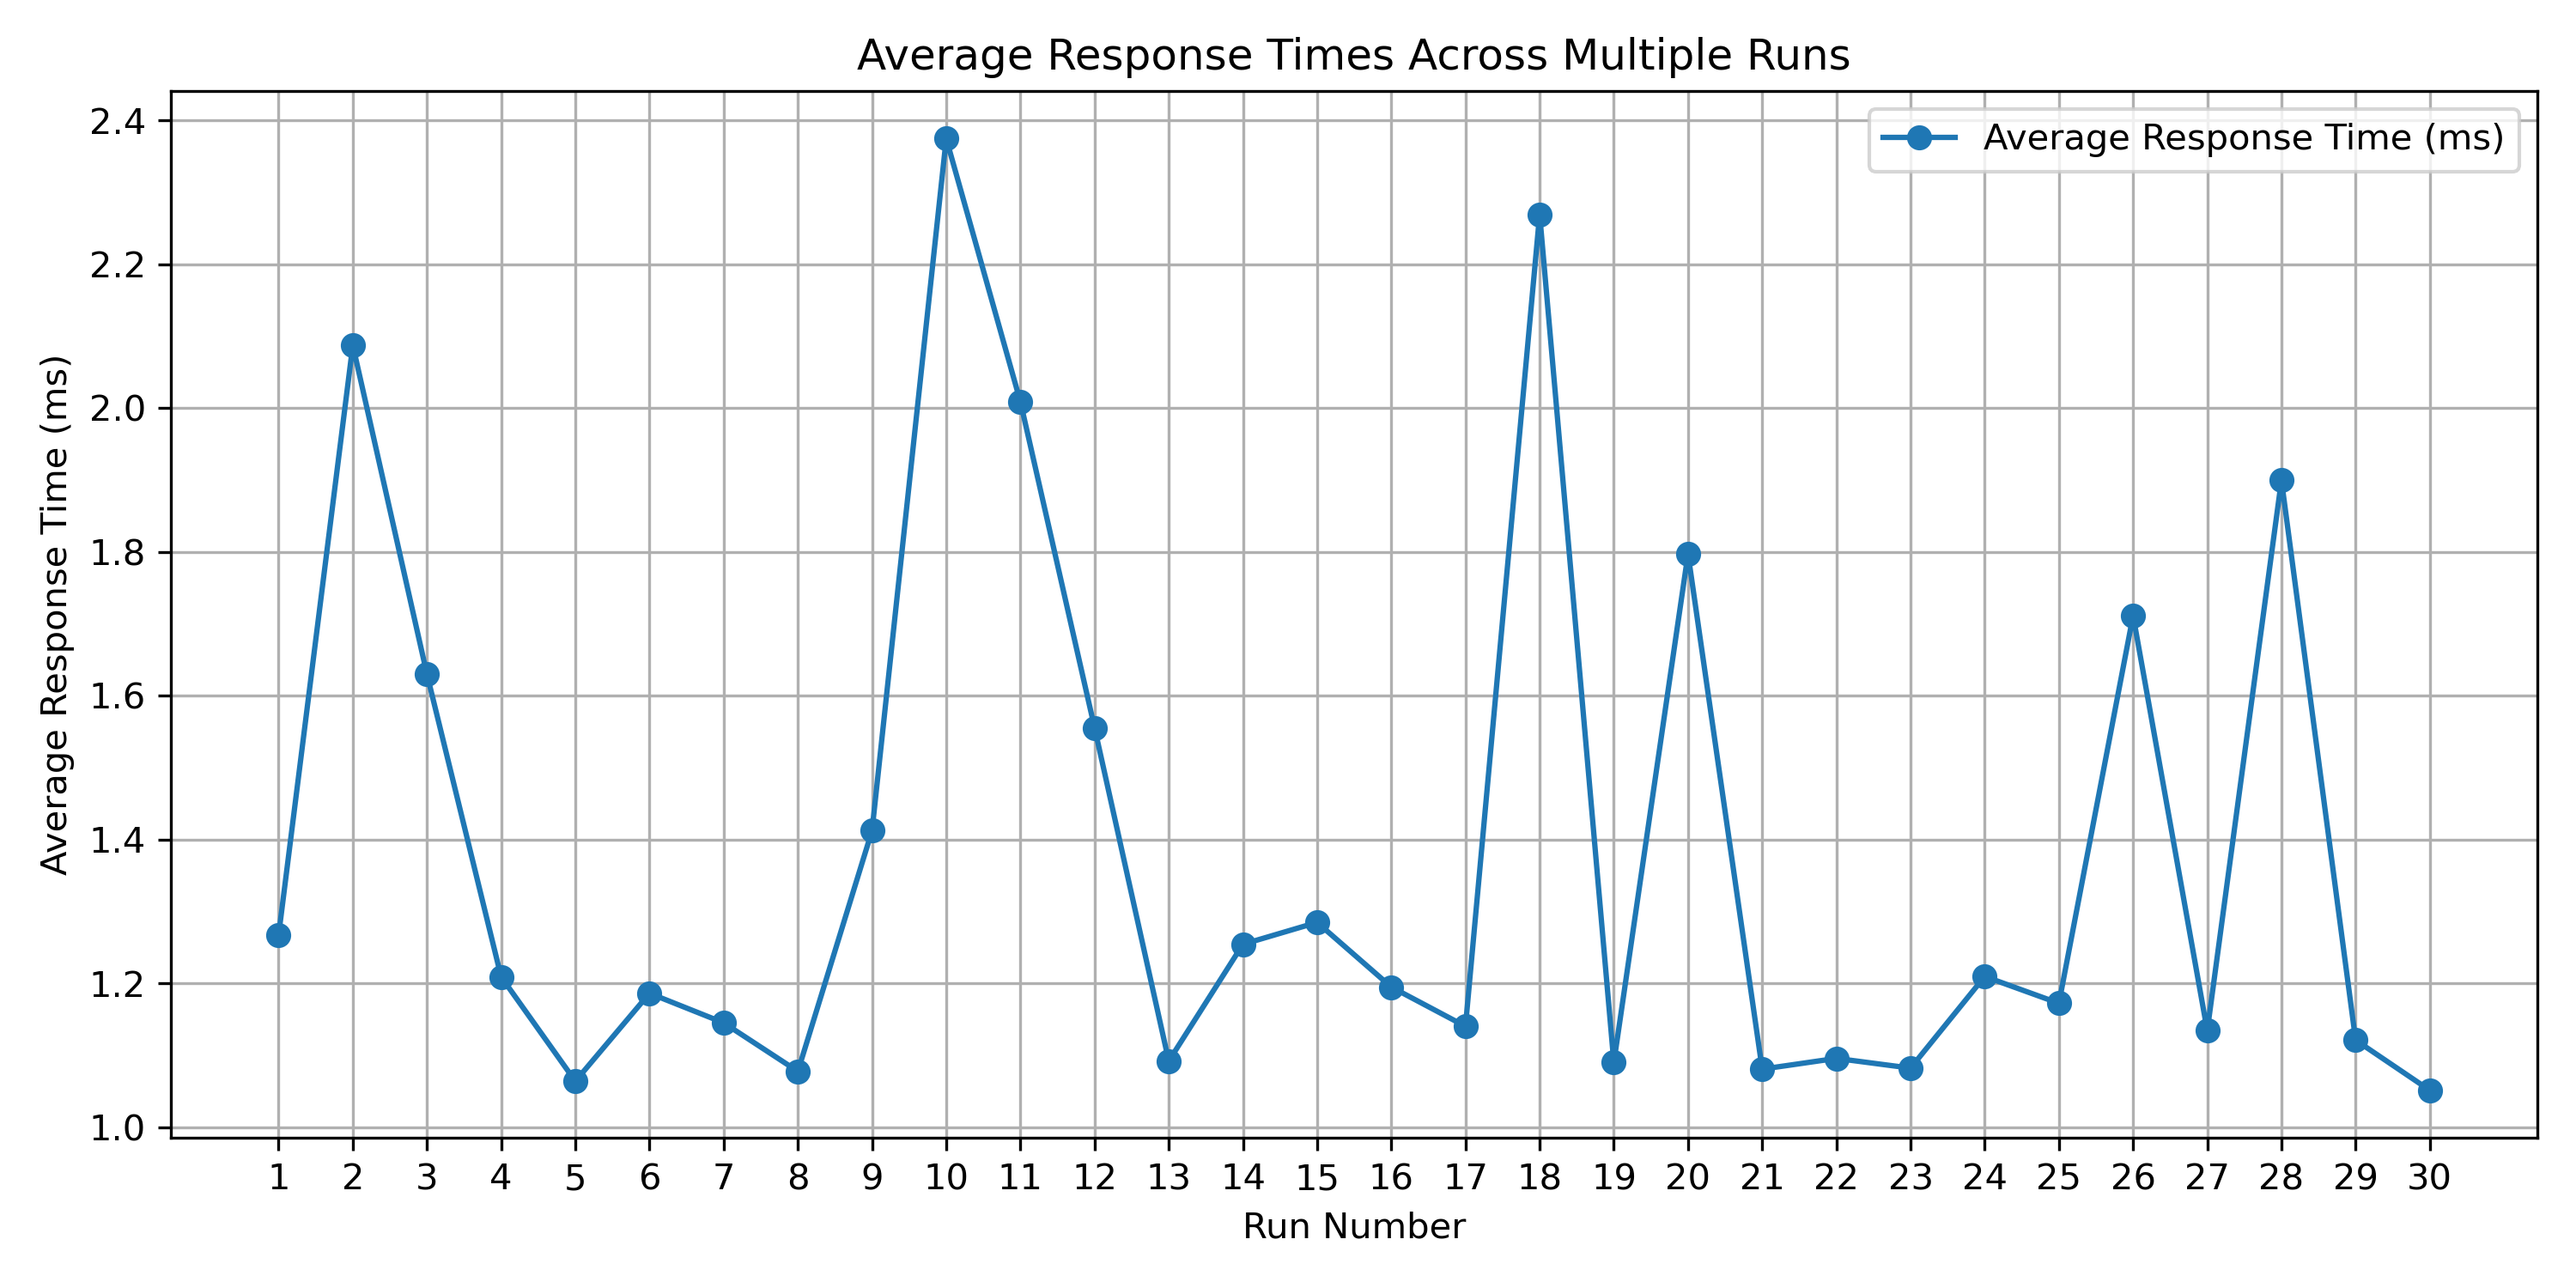 Average Response Times Across Multiple Runs
Average Response Time (ms)
2.4
2.2
2.0
1.8
1.6
1.4
1.2
1.0
Average Response Time (ms)
1 2 3 4 5 6 7 8 9 10 11 12 13 14 15 16 17 18 19 20 21 22 23 24 25 26 27 28 29 30
Run Number